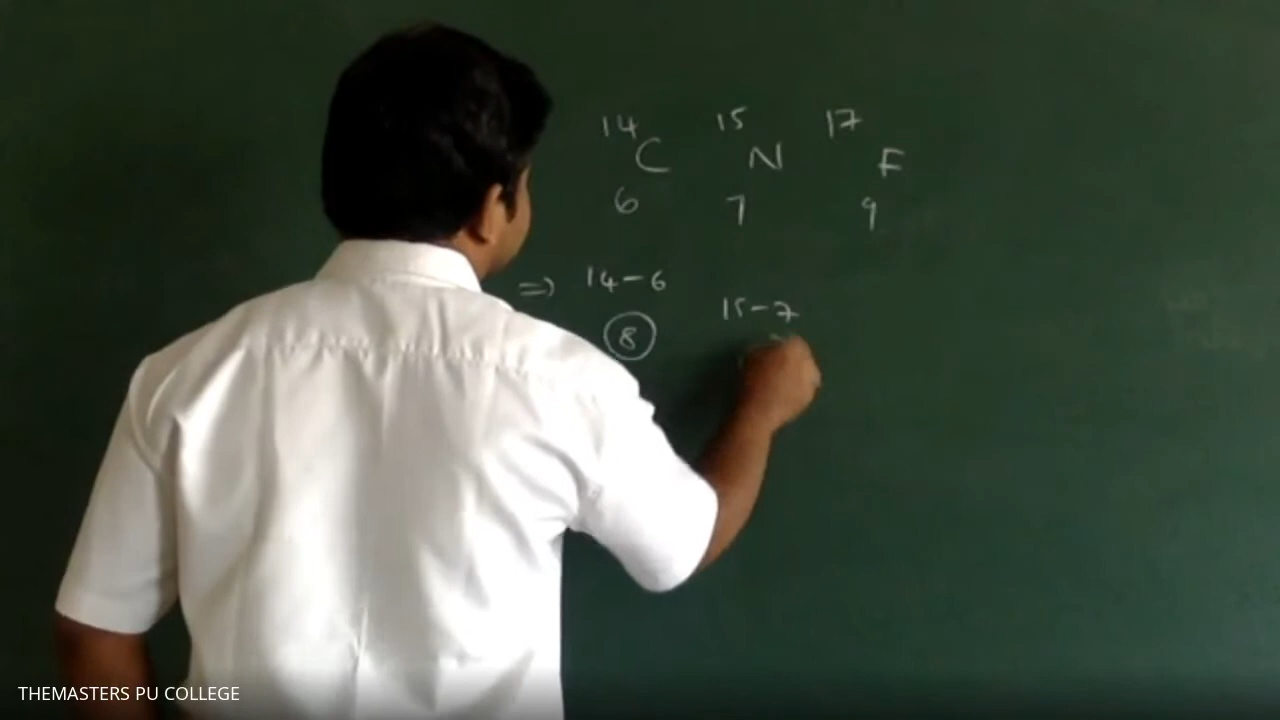 14 15 17
C N F
6 7 9
⇒ 14-6 15-7
8
THEMASTERS PU COLLEGE